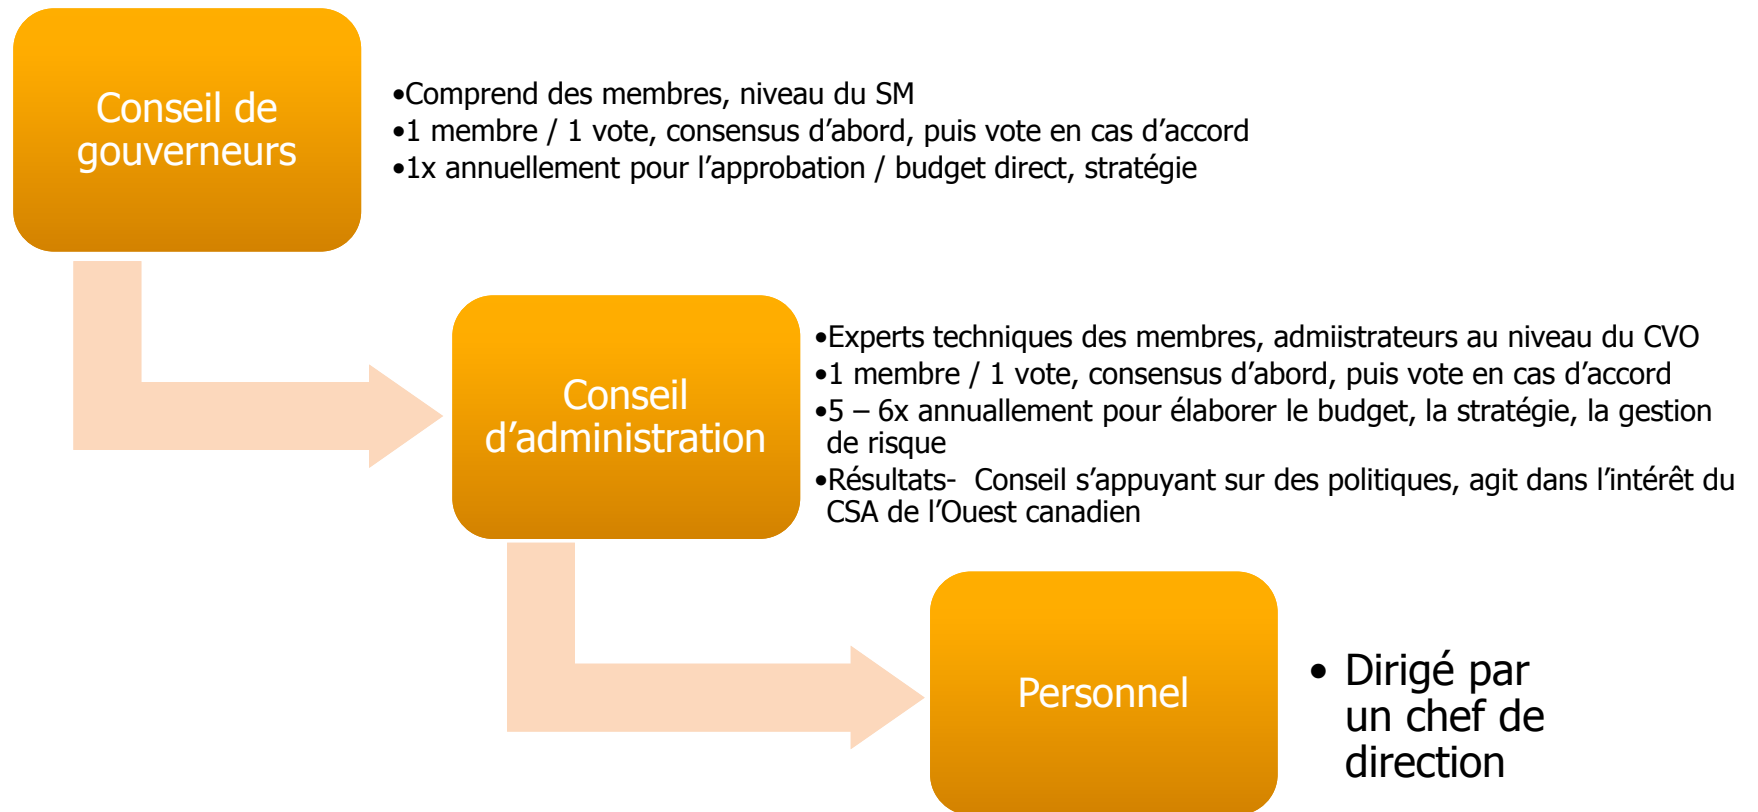 Conseil de
gouverneurs
•Comprend des membres, niveau du SM
•1 membre / 1 vote, consensus d’abord, puis vote en cas d’accord
•1x annuellement pour l’approbation / budget direct, stratégie
Conseil
d’administration
•Experts techniques des membres, admiistrateurs au niveau du CVO
•1 membre / 1 vote, consensus d’abord, puis vote en cas d’accord
•5 – 6x annuallement pour élaborer le budget, la stratégie, la gestion
de risque
•Résultats- Conseil s’appuyant sur des politiques, agit dans l’intérêt du
CSA de l’Ouest canadien
Personnel
• Dirigé par
un chef de
direction